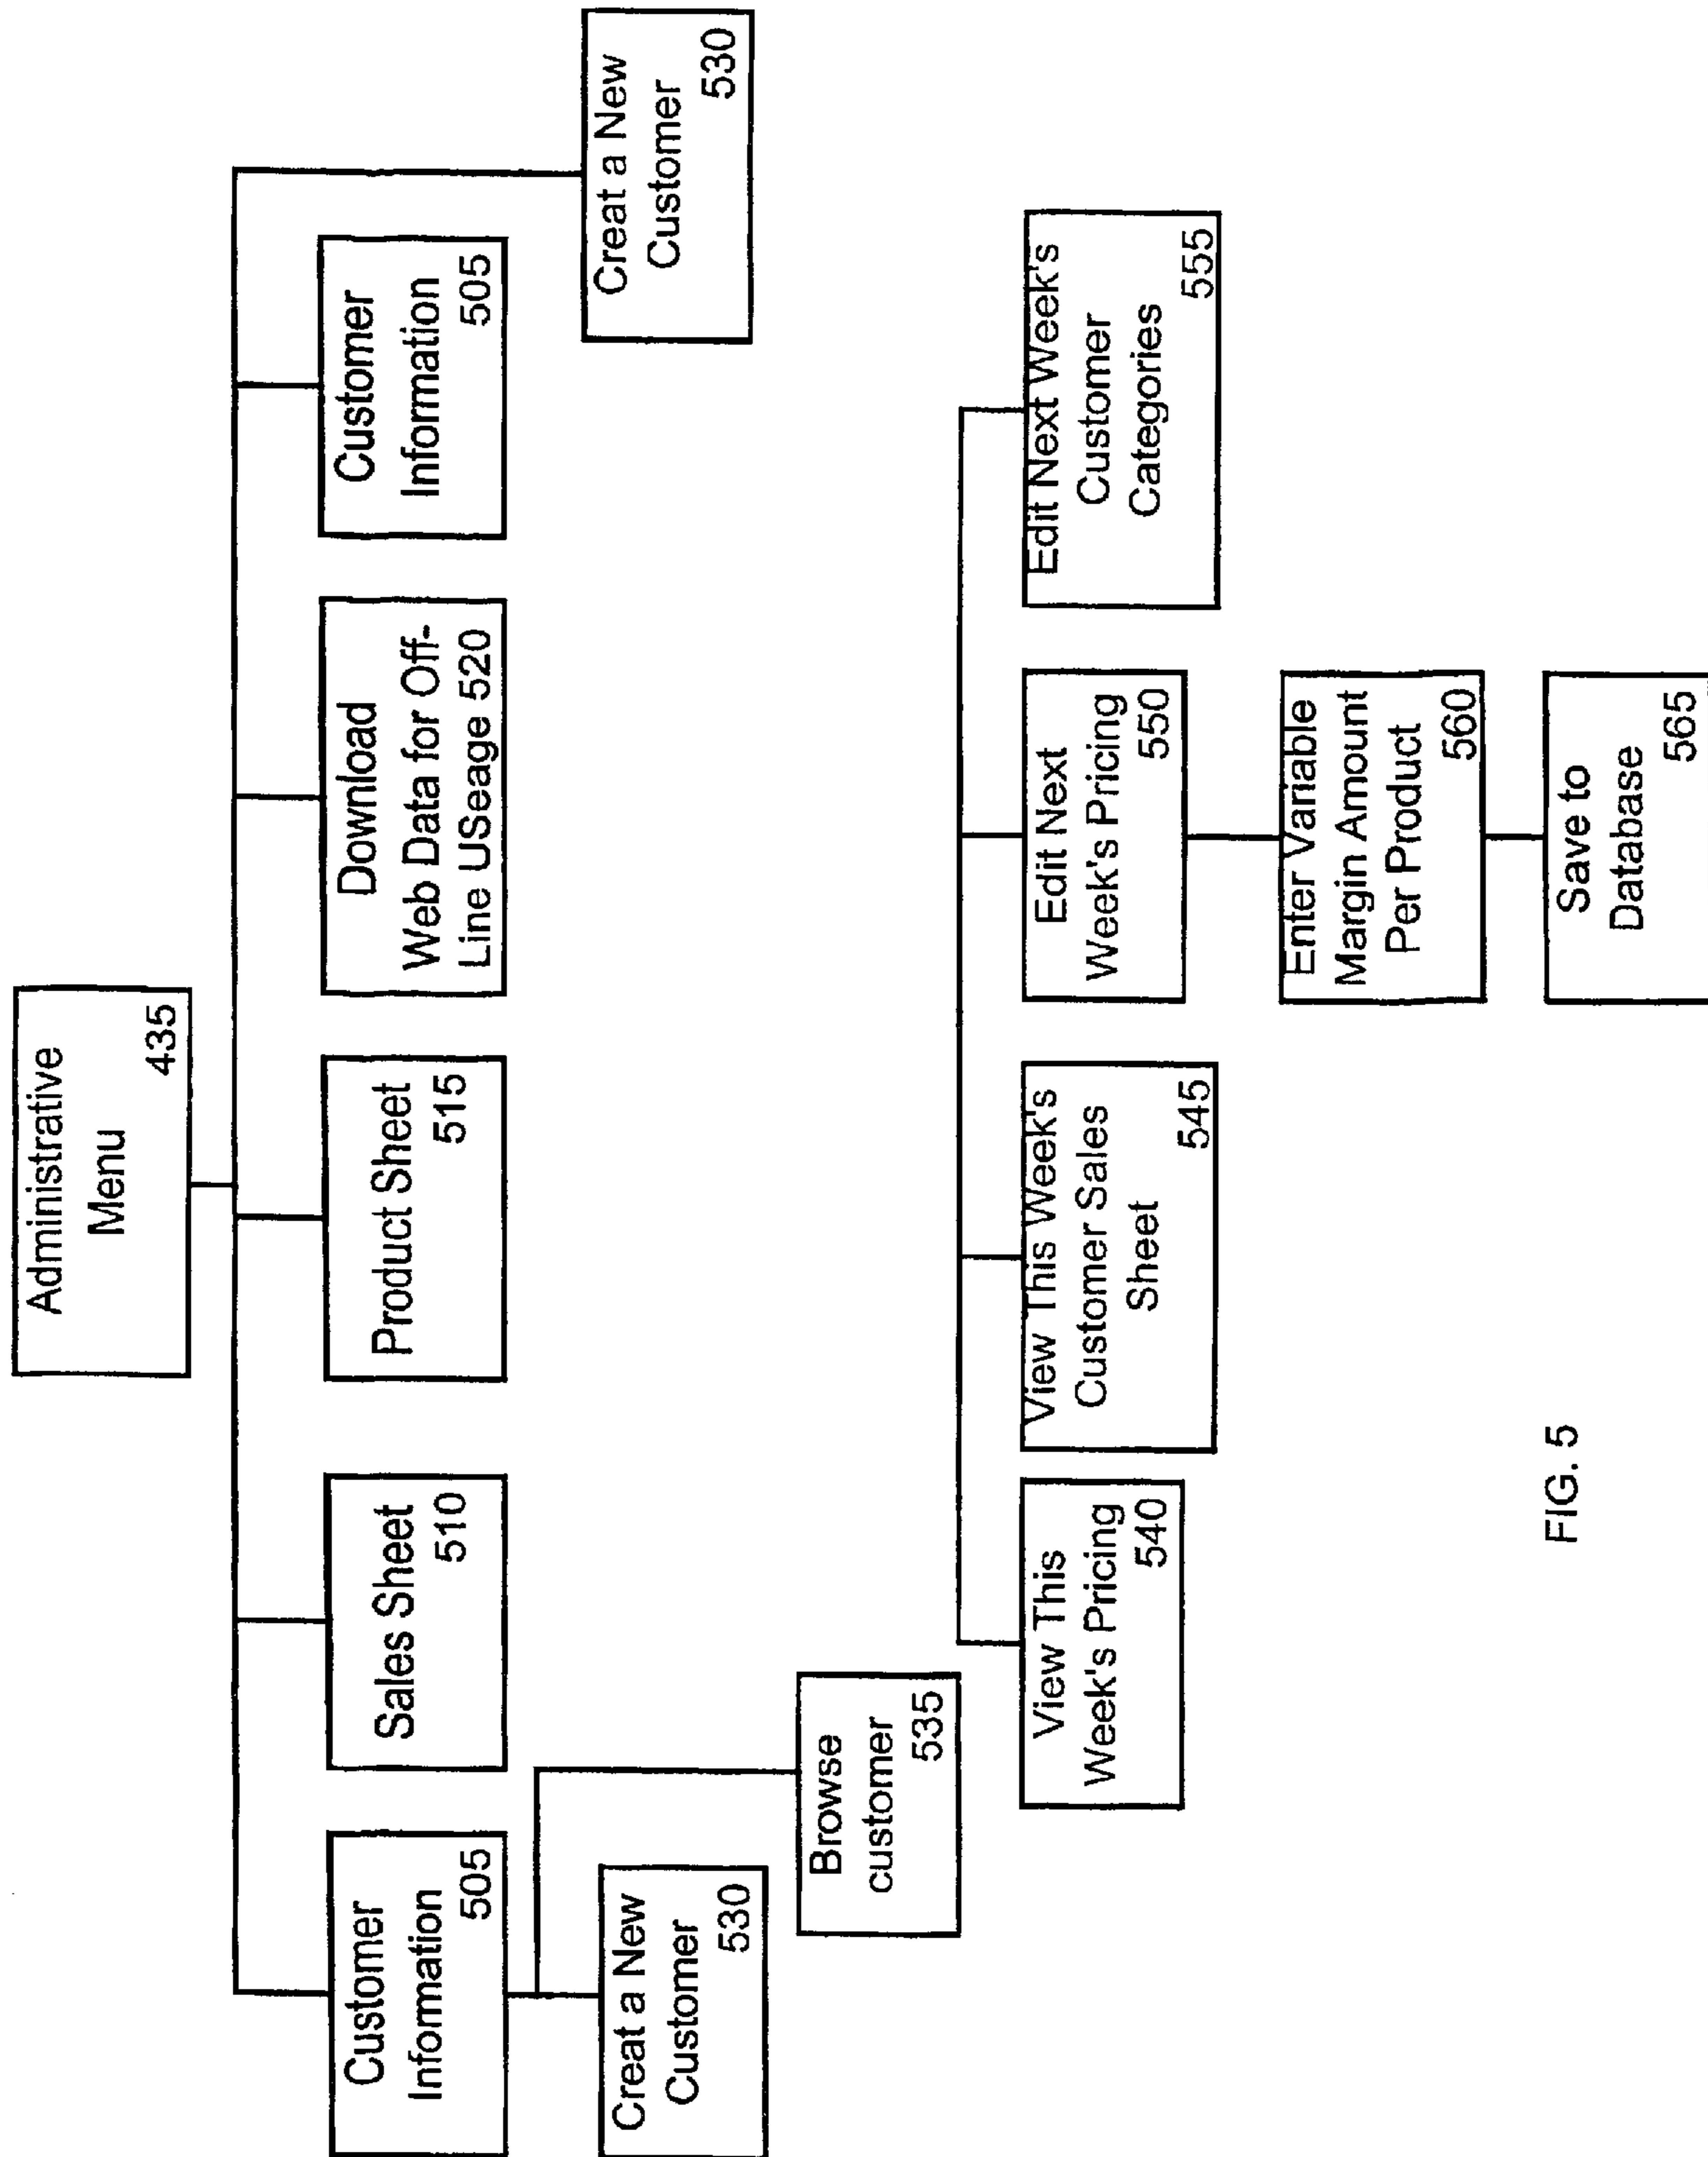 Administrative
Menu
435
Customer
Information
505
Sales Sheet
510
Product Sheet
515
Download
Web Data for Off-
Line USeage 520
Customer
Information
505
Creat a New
Customer
530
Creat a New
Customer
530
Browse
customer
535
View This
Week's Pricing
540
View This Week's
Customer Sales
Sheet
545
Edit Next
Week's Pricing
550
Edit Next Week's
Customer
Categories
555
Enter Variable
Margin Amount
Per Product
560
Save to
Database
565
FIG. 5